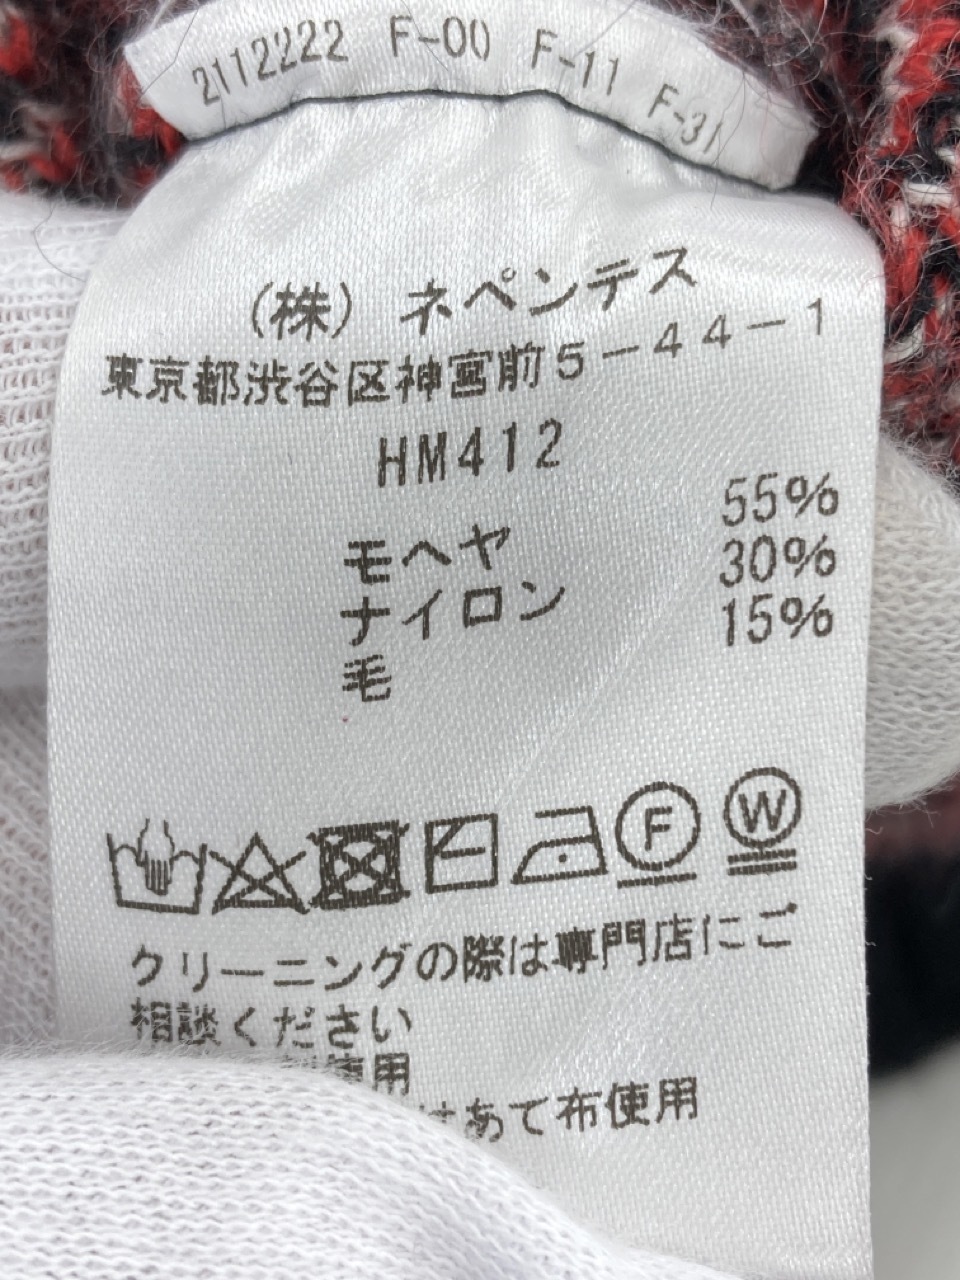 2112222 F-00 F-11 F-31
(株) ネペンテス
東京都渋谷区神宮前5-44-1
HM412
モヘヤ 55%
ナイロン 30%
毛 15%
F W
クリーニングの際は専門店にご
相談ください
使用
はあて布使用